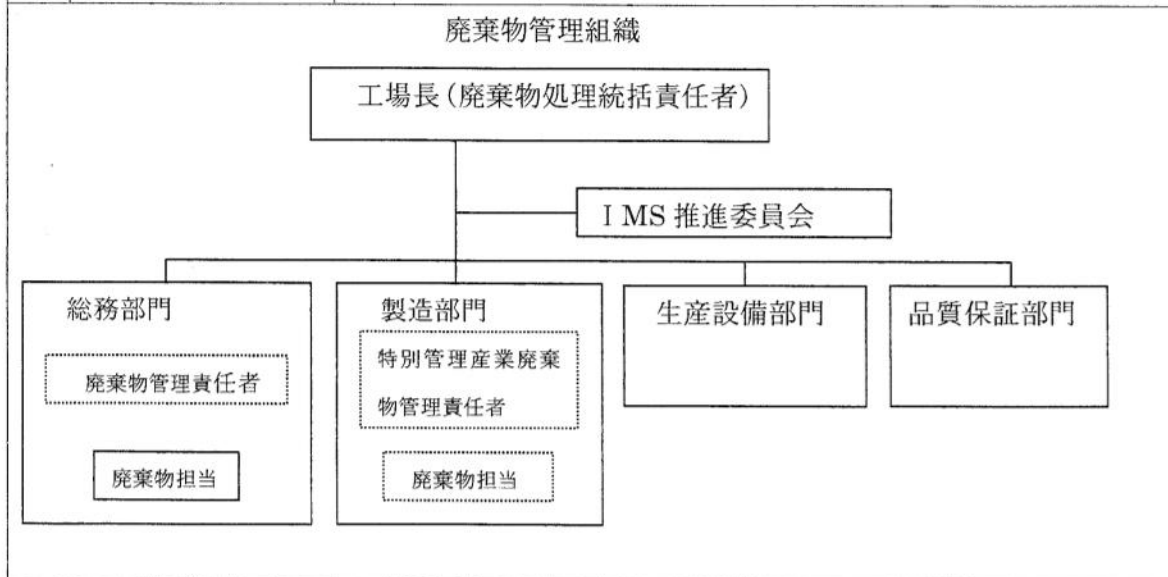 廃棄物管理組織
工場長(廃棄物処理統括責任者)
I MS 推進委員会
総務部門
廃棄物管理責任者
廃棄物担当
製造部門
特別管理産業廃棄
物管理責任者
廃棄物担当
生産設備部門
品質保証部門